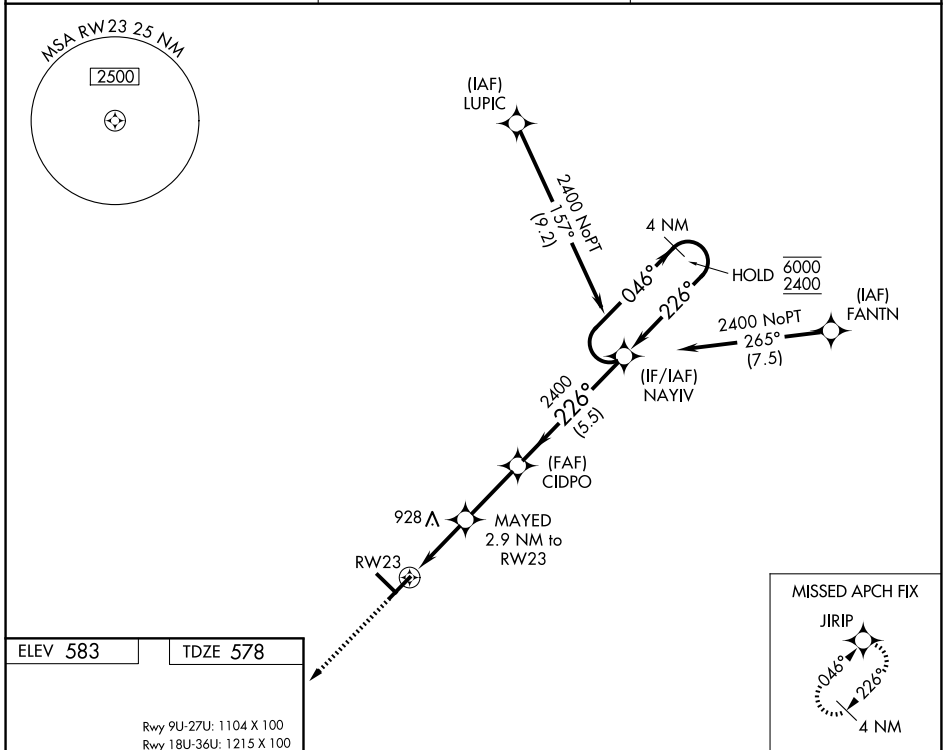 MSA RW23 25 NM
2500
(IAF)
LUPIC
2400 NoPT
157°
(9.2)
4 NM
046°
226°
HOLD
6000
2400
(IAF)
FANTN
2400 NoPT
265°
(7.5)
(IF/IAF)
NAYIV
2400
226°
(5.5)
(FAF)
CIDPO
928
MAYED
2.9 NM to
RW23
RW23
MISSED APCH FIX
JIRIP
046°
226°
4 NM
ELEV 583
TDZE 578
Rwy 9U-27U: 1104 X 100
Rwy 18U-36U: 1215 X 100